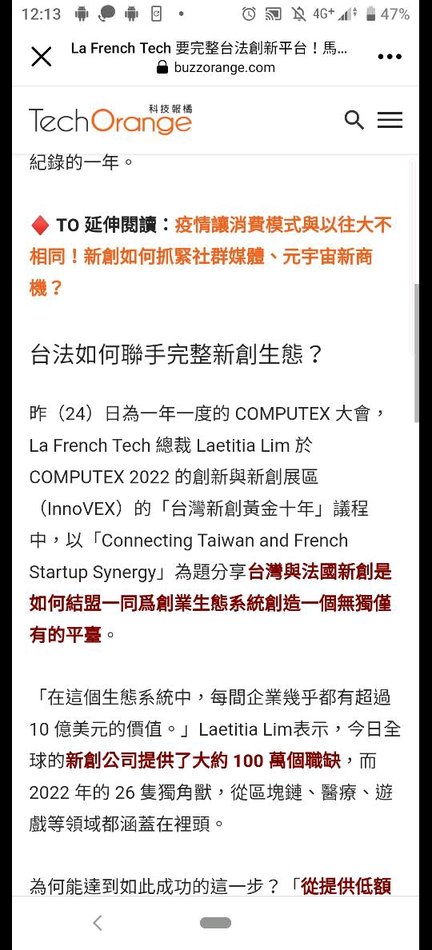 12:13
4G+
47%
La French Tech 要完整台法創新平台！馬...
buzzorange.com
科技報橘
TechOrange
紀錄的一年。
TO 延伸閱讀：疫情讓消費模式與以往大不
相同！新創如何抓緊社群媒體、元宇宙新商
機？
台法如何聯手完整新創生態？
昨（24）日為一年一度的 COMPUTEX 大會，
La French Tech 總裁 Laetitia Lim 於
COMPUTEX 2022 的創新與新創展區
（InnoVEX）的「台灣新創黃金十年」議程
中，以「Connecting Taiwan and French
Startup Synergy」為題分享台灣與法國新創是
如何結盟一同爲創業生態系統創造一個無獨僅
有的平臺。
「在這個生態系統中，每間企業幾乎都有超過
10 億美元的價值。」Laetitia Lim表示，今日全
球的新創公司提供了大約 100 萬個職缺，而
2022 年的 26 隻獨角獸，從區塊鏈、醫療、遊
戲等領域都涵蓋在裡頭。
為何能達到如此成功的這一步？「從提供低額